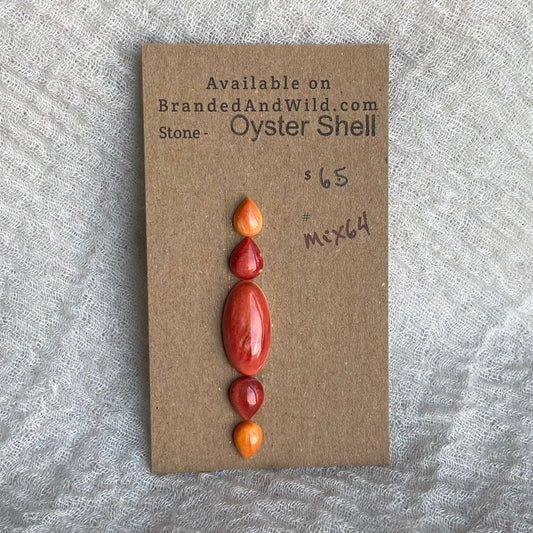 Available on
BrandedAndWild.com
Stone- Oyster Shell
$ 65
#
mix64